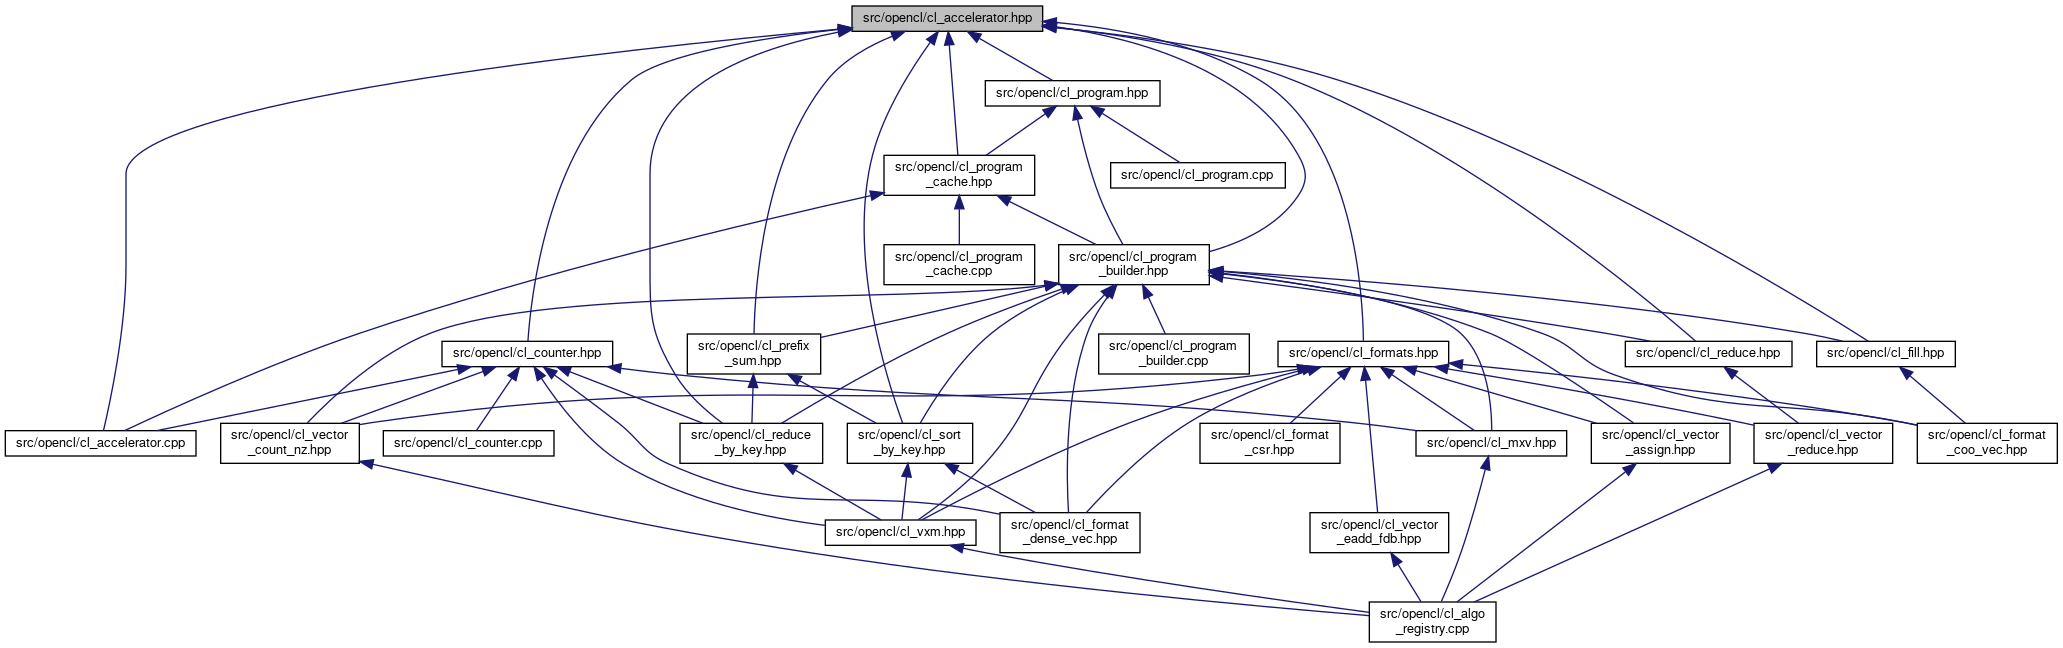 src/opencl/cl_accelerator.hpp
src/opencl/cl_program.hpp
src/opencl/cl_program
_cache.hpp
src/opencl/cl_program.cpp
src/opencl/cl_program
_cache.cpp
src/opencl/cl_program
_builder.hpp
src/opencl/cl_counter.hpp
src/opencl/cl_prefix
_sum.hpp
src/opencl/cl_program
_builder.cpp
src/opencl/cl_formats.hpp
src/opencl/cl_reduce.hpp
src/opencl/cl_fill.hpp
src/opencl/cl_accelerator.cpp
src/opencl/cl_vector
_count_nz.hpp
src/opencl/cl_counter.cpp
src/opencl/cl_reduce
_by_key.hpp
src/opencl/cl_sort
_by_key.hpp
src/opencl/cl_format
_csr.hpp
src/opencl/cl_mxv.hpp
src/opencl/cl_vector
_assign.hpp
src/opencl/cl_vector
_reduce.hpp
src/opencl/cl_format
_coo_vec.hpp
src/opencl/cl_vxm.hpp
src/opencl/cl_format
_dense_vec.hpp
src/opencl/cl_vector
_eadd_fdb.hpp
src/opencl/cl_algo
_registry.cpp